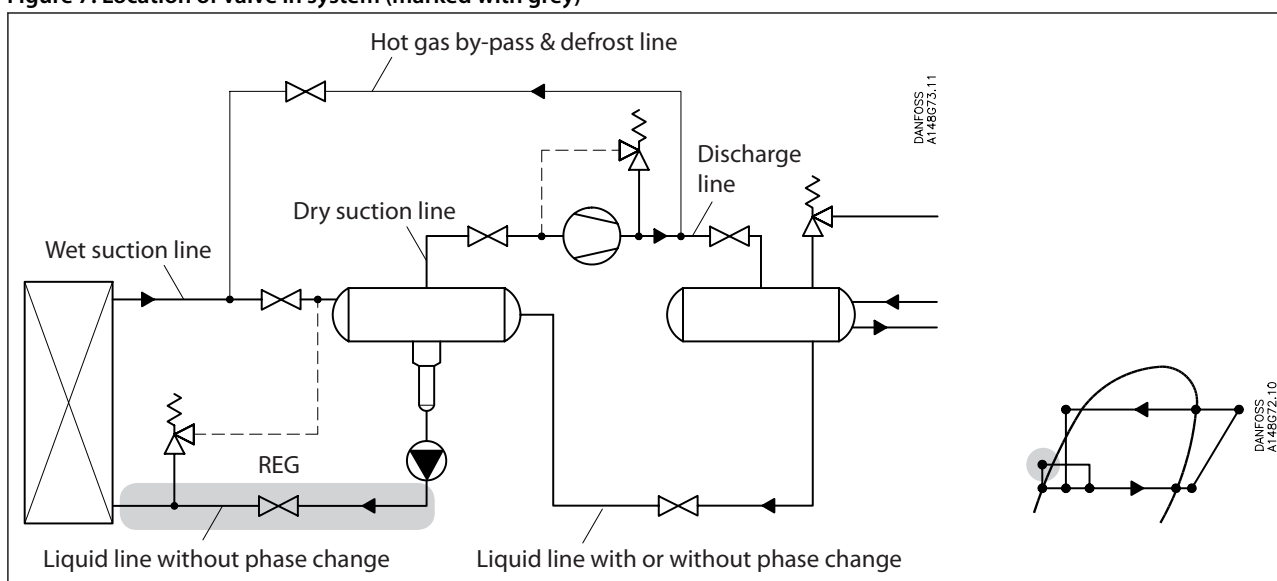 Figure 7: Location of valve in system (marked with grey)
Hot gas by-pass & defrost line
DANFOSS
A148G73.11
Discharge
line
Dry suction line
Wet suction line
REG
DANFOSS
A148G72.10
Liquid line without phase change
Liquid line with or without phase change